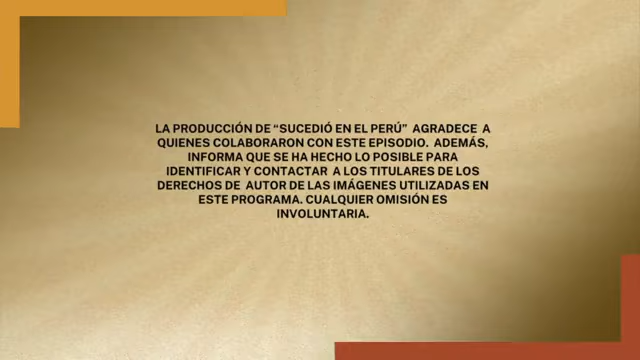 LA PRODUCCIÓN DE “SUCEDIÓ EN EL PERÚ” AGRADECE A
QUIENES COLABORARON CON ESTE EPISODIO. ADEMÁS,
INFORMA QUE SE HA HECHO LO POSIBLE PARA
IDENTIFICAR Y CONTACTAR A LOS TITULARES DE LOS
DERECHOS DE AUTOR DE LAS IMÁGENES UTILIZADAS EN
ESTE PROGRAMA. CUALQUIER OMISIÓN ES
INVOLUNTARIA.